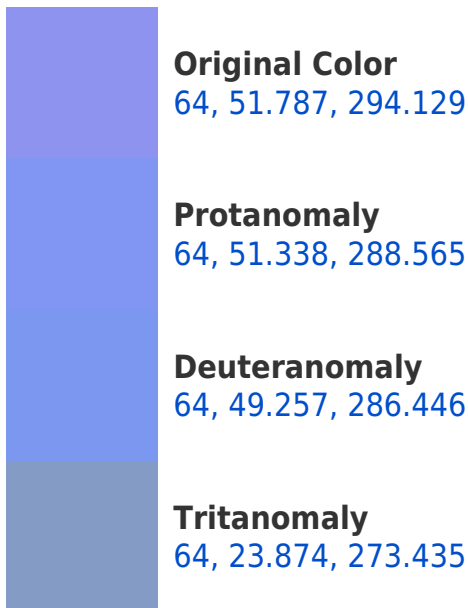 Original Color
64, 51.787, 294.129
Protanomaly
64, 51.338, 288.565
Deuteranomaly
64, 49.257, 286.446
Tritanomaly
64, 23.874, 273.435